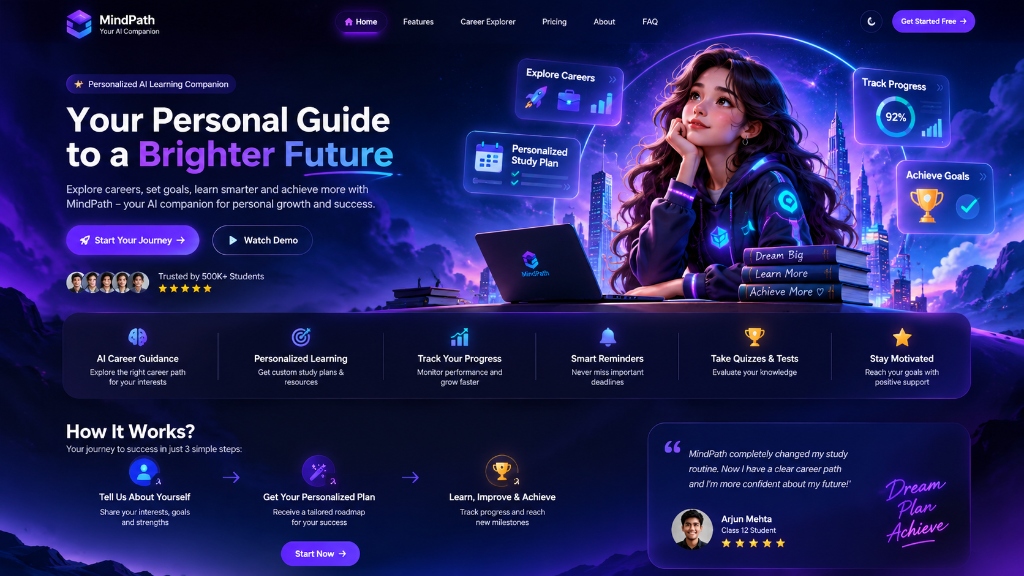 MindPath
Your AI Companion
Home
Features
Career Explorer
Pricing
About
FAQ
Get Started Free →
Personalized AI Learning Companion
Your Personal Guide
to a Brighter Future
Explore careers, set goals, learn smarter and achieve more with
MindPath – your AI companion for personal growth and success.
Start Your Journey →
Watch Demo
Trusted by 500K+ Students
Explore Careers
Personalized
Study Plan
Track Progress
92%
Achieve Goals
MindPath
Dream Big
Learn More
Achieve More ♡
AI Career Guidance
Explore the right career path
for your interests
Personalized Learning
Get custom study plans &
resources
Track Your Progress
Monitor performance and
grow faster
Smart Reminders
Never miss important
deadlines
Take Quizzes & Tests
Evaluate your knowledge
Stay Motivated
Reach your goals with
positive support
How It Works?
Your journey to success in just 3 simple steps:
Tell Us About Yourself
Share your interests, goals
and strengths
Get Your Personalized Plan
Receive a tailored roadmap
for your success
Learn, Improve & Achieve
Track progress and reach
new milestones
Start Now →
“
MindPath completely changed my study
routine. Now I have a clear career path
and I'm more confident about my future!'
Arjun Mehta
Class 12 Student
Dream
Plan
Achieve